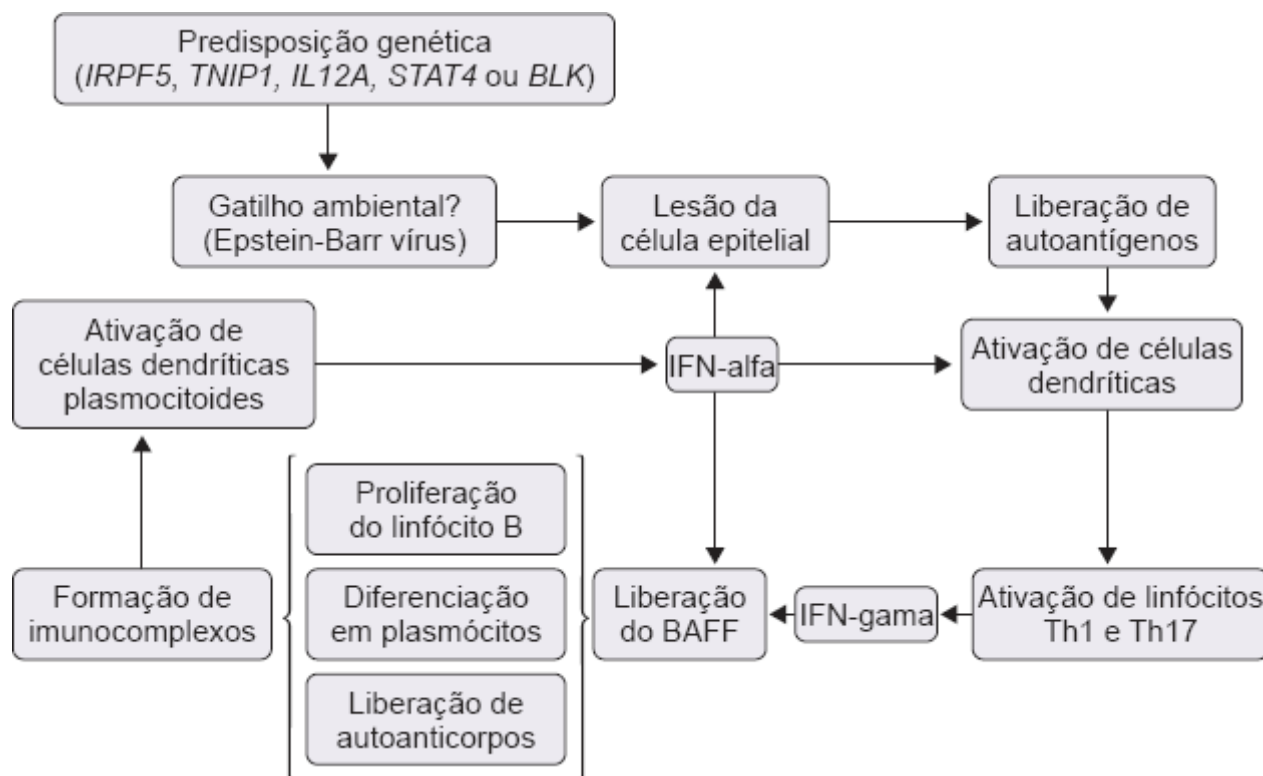 Predisposição genética
(IRPF5, TNIP1, IL12A, STAT4 ou BLK)
Gatilho ambiental?
(Epstein-Barr vírus)
Lesão da
célula epitelial
Liberação de
autoantígenos
Ativação de
células dendríticas
plasmocitoides
IFN-alfa
Ativação de células
dendríticas
Proliferação
do linfócito B
Formação de
imunocomplexos
Diferenciação
em plasmócitos
Liberação
do BAFF
IFN-gama
Ativação de linfócitos
Th1 e Th17
Liberação de
autoanticorpos